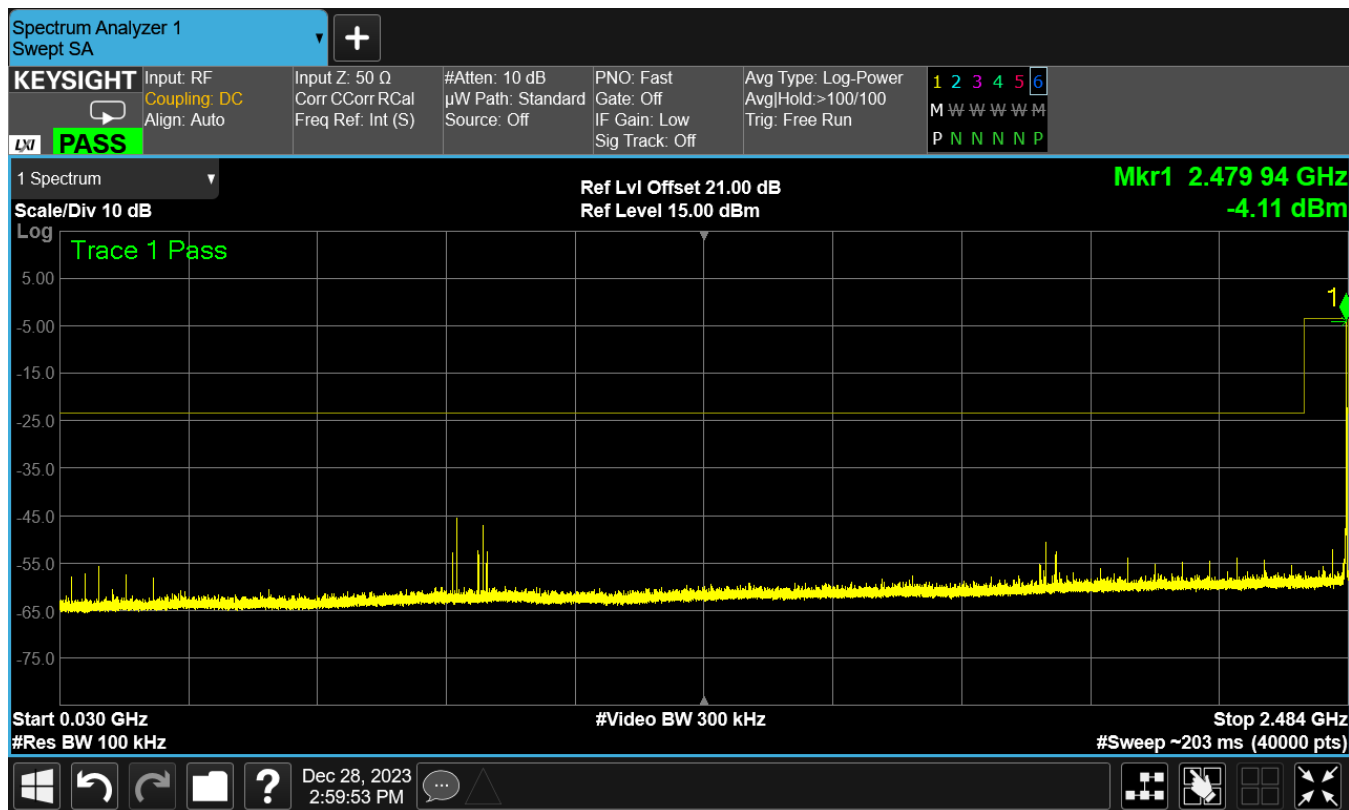 Spectrum Analyzer 1
Swept SA
KEYSIGHT
LXI PASS
Input: RF
Coupling: DC
Align: Auto
Input Z: 50 Ω
Corr CCorr RCal
Freq Ref: Int (S)
#Atten: 10 dB
µW Path: Standard
Source: Off
PNO: Fast
Gate: Off
IF Gain: Low
Sig Track: Off
Avg Type: Log-Power
Avg|Hold:>100/100
Trig: Free Run
1 2 3 4 5 6
M W W W W M
P N N N N P
1 Spectrum
Scale/Div 10 dB
Ref Lvl Offset 21.00 dB
Ref Level 15.00 dBm
Mkr1 2.479 94 GHz
-4.11 dBm
Log
Trace 1 Pass
1
5.00
-5.00
-15.0
-25.0
-35.0
-45.0
-55.0
-65.0
-75.0
Start 0.030 GHz
#Res BW 100 kHz
#Video BW 300 kHz
Stop 2.484 GHz
#Sweep ~203 ms (40000 pts)
?
Dec 28, 2023
2:59:53 PM